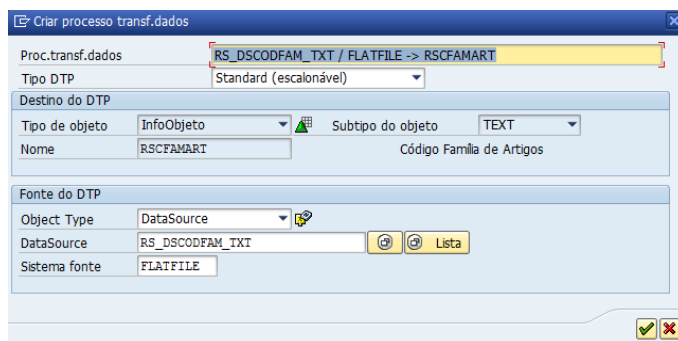 Criar processo transf.dados
Proc.transf.dados RS_DSCODFAM_TXT / FLATFILE -> RSCFAMART
Tipo DTP Standard (escalonável)
Destino do DTP
Tipo de objeto InfoObjeto Subtipo do objeto TEXT
Nome RSCFAMART Código Família de Artigos
Fonte do DTP
Object Type DataSource
DataSource RS_DSCODFAM_TXT Lista
Sistema fonte FLATFILE